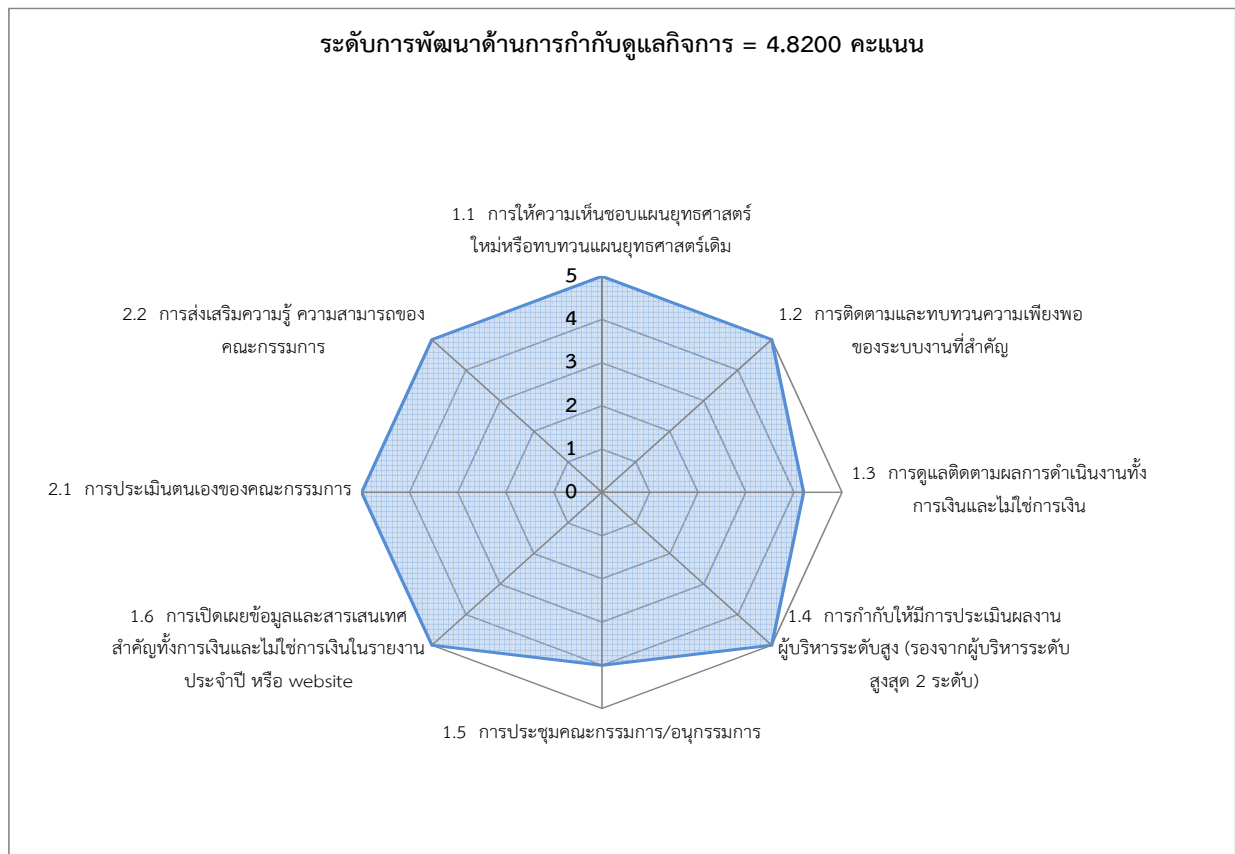 ระดับการพัฒนาด้านการกำกับดูแลกิจการ = 4.8200 คะแนน
1.1 การให้ความเห็นชอบแผนยุทธศาสตร์
ใหม่หรือทบทวนแผนยุทธศาสตร์เดิม
1.2 การติดตามและทบทวนความเพียงพอ
ของระบบงานที่สำคัญ
1.3 การดูแลติดตามผลการดำเนินงานทั้ง
การเงินและไม่ใช่การเงิน
1.4 การกำกับให้มีการประเมินผลงาน
ผู้บริหารระดับสูง (รองจากผู้บริหารระดับ
สูงสุด 2 ระดับ)
1.5 การประชุมคณะกรรมการ/อนุกรรมการ
1.6 การเปิดเผยข้อมูลและสารเสนเทศ
สำคัญทั้งการเงินและไม่ใช่การเงินในรายงาน
ประจำปี หรือ website
2.1 การประเมินตนเองของคณะกรรมการ
2.2 การส่งเสริมความรู้ ความสามารถของ
คณะกรรมการ
5
4
3
2
1
0